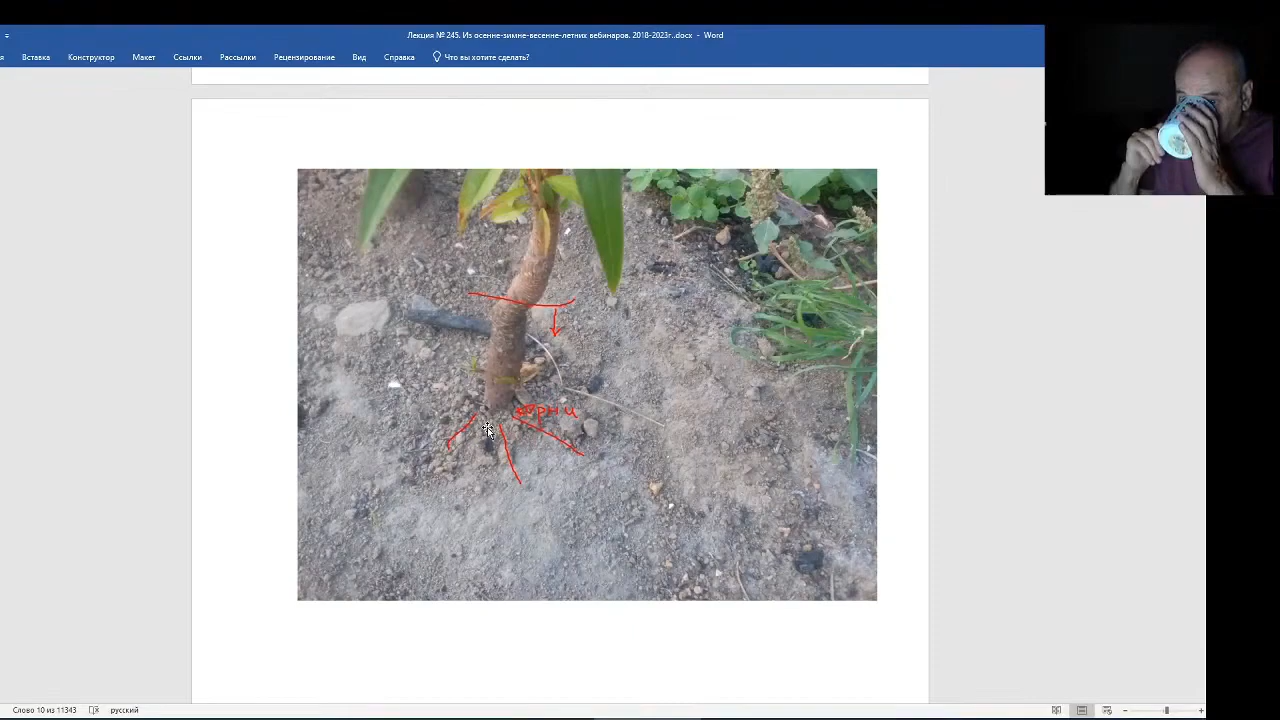 Лекция № 245. Из осенне-зимне-весенне-летних вебинаров. 2018-2023г..docx - Word
я Вставка Конструктор Макет Ссылки Рассылки Рецензирование Вид Справка Что вы хотите сделать?
корни
Слово 10 из 11343 русский